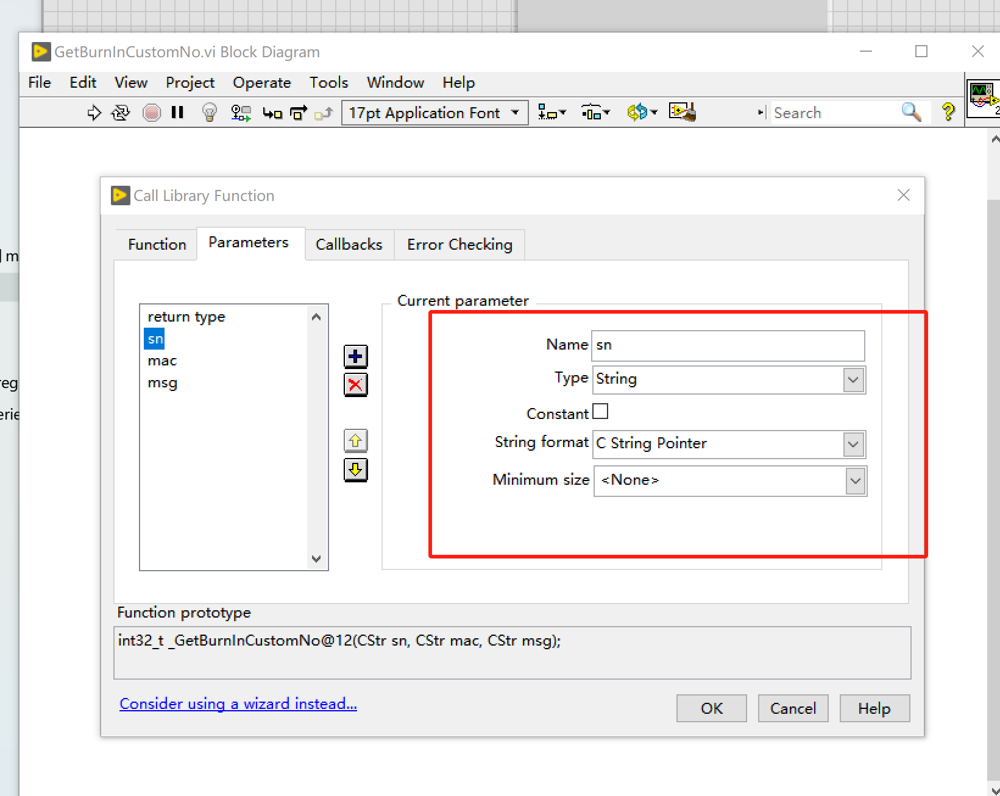 GetBurnInCustomNo.vi Block Diagram
File Edit View Project Operate Tools Window Help
17pt Application Font
Search
?
2
Call Library Function
Function Parameters Callbacks Error Checking
m
reg
erie
return type
sn
mac
msg
Current parameter
Name sn
Type String
Constant
String format C String Pointer
Minimum size <None>
Function prototype
int32_t _GetBurnInCustomNo@12(CStr sn, CStr mac, CStr msg);
Consider using a wizard instead...
OK Cancel Help